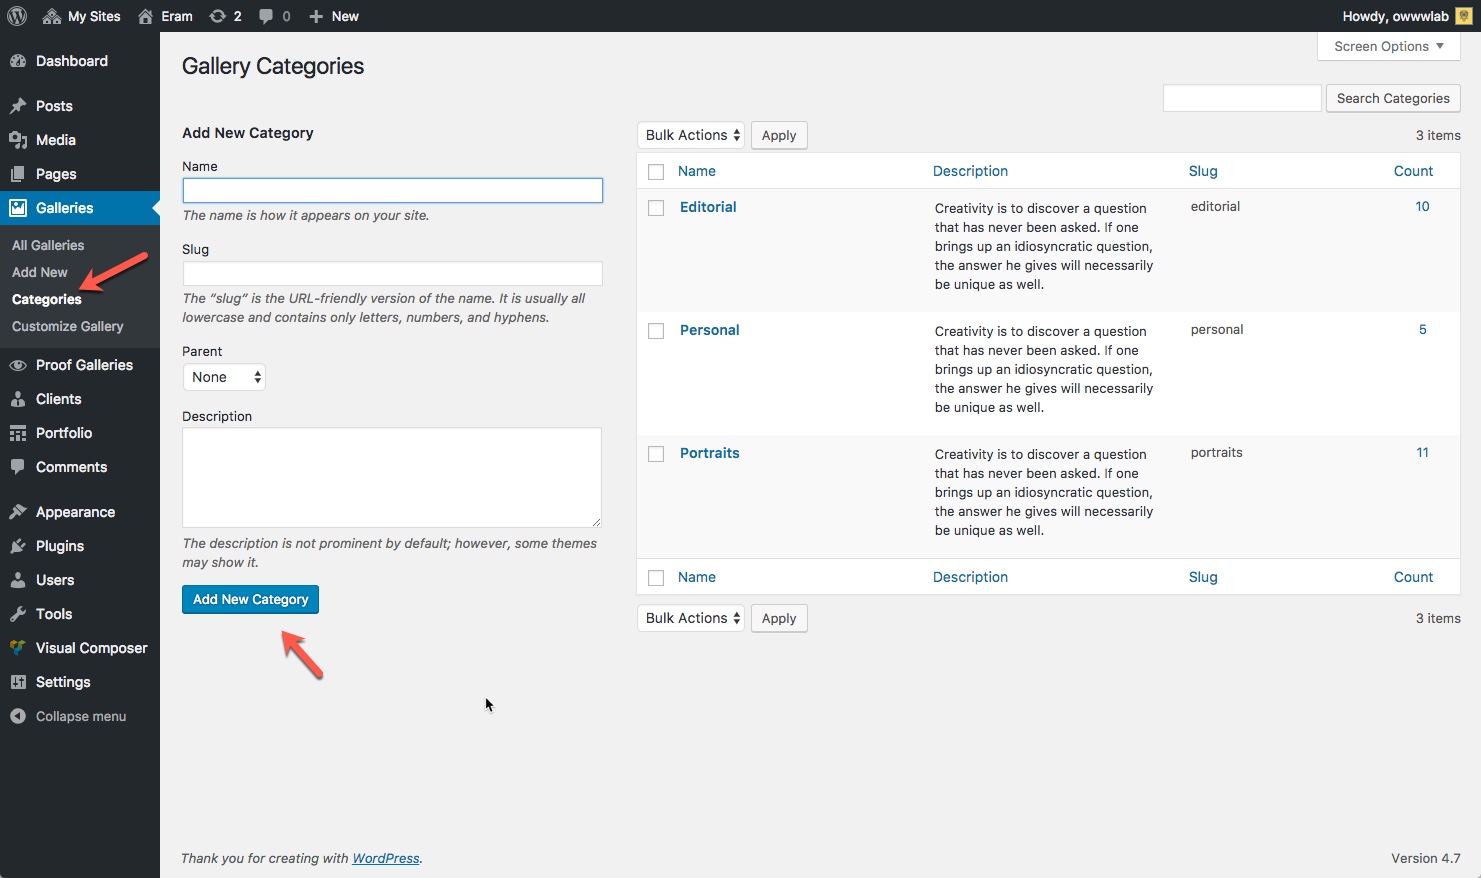 My Sites Eram 2 0 New Howdy, owwwlab
Screen Options
Dashboard
Posts
Media
Pages
Galleries
All Galleries
Add New
Categories
Customize Gallery
Proof Galleries
Clients
Portfolio
Comments
Appearance
Plugins
Users
Tools
Visual Composer
Settings
Collapse menu
Gallery Categories
Search Categories
Add New Category
Name
The name is how it appears on your site.
Slug
The “slug” is the URL-friendly version of the name. It is usually all
lowercase and contains only letters, numbers, and hyphens.
Parent
None
Description
The description is not prominent by default; however, some themes
may show it.
Add New Category
Bulk Actions Apply 3 items
Name Description Slug Count
Editorial Creativity is to discover a question editorial 10
that has never been asked. If one
brings up an idiosyncratic question,
the answer he gives will necessarily
be unique as well.
Personal Creativity is to discover a question personal 5
that has never been asked. If one
brings up an idiosyncratic question,
the answer he gives will necessarily
be unique as well.
Portraits Creativity is to discover a question portraits 11
that has never been asked. If one
brings up an idiosyncratic question,
the answer he gives will necessarily
be unique as well.
Name Description Slug Count
Bulk Actions Apply 3 items
Thank you for creating with WordPress. Version 4.7